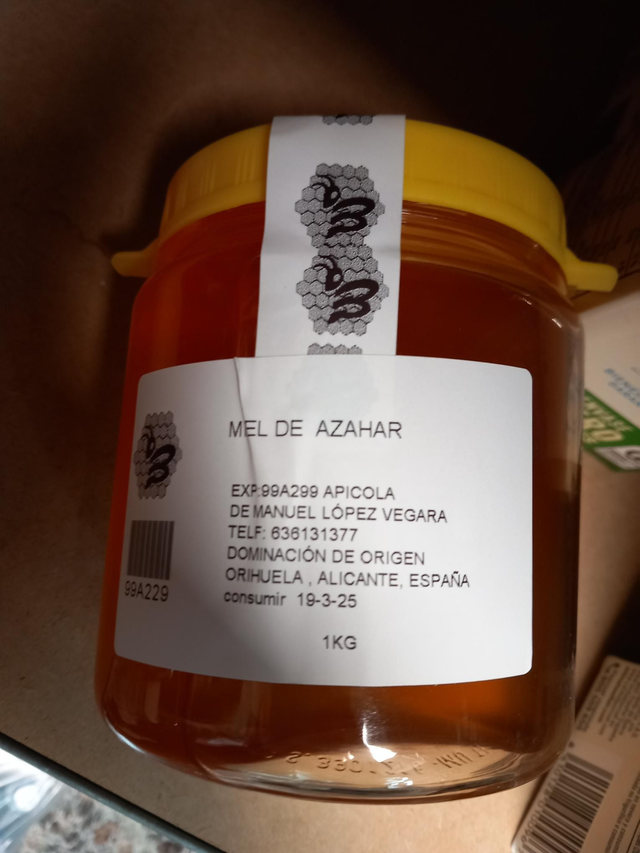 MEL DE AZAHAR
EXP:99A299 APICOLA
DE MANUEL LÓPEZ VEGARA
TELF: 636131377
DOMINACIÓN DE ORIGEN
ORIHUELA , ALICANTE, ESPAÑA
consumir 19-3-25
1KG
99A229